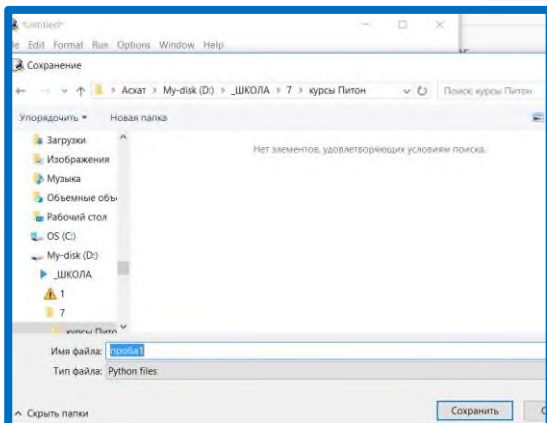 *Untitled*
Edit Format Run Options Window Help
Сохранение
Асхат > My-disk (D:) > _ШКОЛА > 7 > курсы Питон
Поиск: курсы Питон
Упорядочить Новая папка
Загрузки
Нет элементов, удовлетворяющих условиям поиска.
Изображения
Музыка
Объемные объ
Рабочий стол
OS (C:)
My-disk (D:)
_ШКОЛА
1
7
курсы Пито
Имя файла: проба1
Тип файла: Python files
Скрыть папки
Сохранить